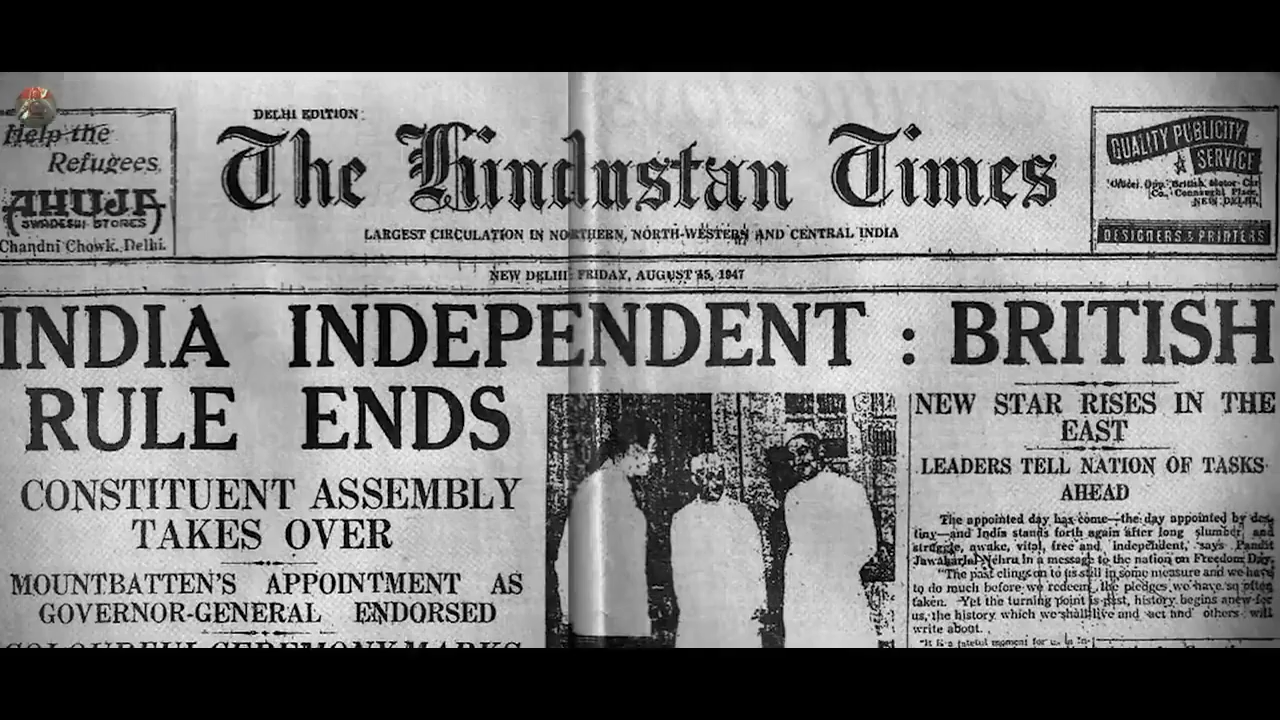 Help the
Refugees
AHUJA
SWADESHI STORES
Chandni Chowk, Delhi.
DELHI EDITION
The Hindustan Times
LARGEST CIRCULATION IN NORTHERN, NORTH-WESTERN AND CENTRAL INDIA
QUALITY PUBLICITY
SERVICE
Office: Opp. British Motor Car
Co., Connaught Place,
NEW DELHI.
DESIGNERS & PRINTERS
NEW DELHI: FRIDAY, AUGUST 15, 1947
INDIA INDEPENDENT : BRITISH
RULE ENDS
CONSTITUENT ASSEMBLY
TAKES OVER
MOUNTBATTEN'S APPOINTMENT AS
GOVERNOR-GENERAL ENDORSED
COLOURFUL CEREMONY MARKS
NEW STAR RISES IN THE
EAST
LEADERS TELL NATION OF TASKS
AHEAD
The appointed day has come—the day appointed by des-
tiny—and India stands forth again after long slumber and
struggle, awake, vital, free and independent,' says Pandit
Jawaharlal Nehru in a message to the nation on Freedom Day.
"The past clings on to us still in some measure and we have
to do much before we redeem the pledges we have so often
taken. Yet the turning point is past, history begins anew for
us, the history which we shall live and act and others will
write about.
"It is a fateful moment for us in